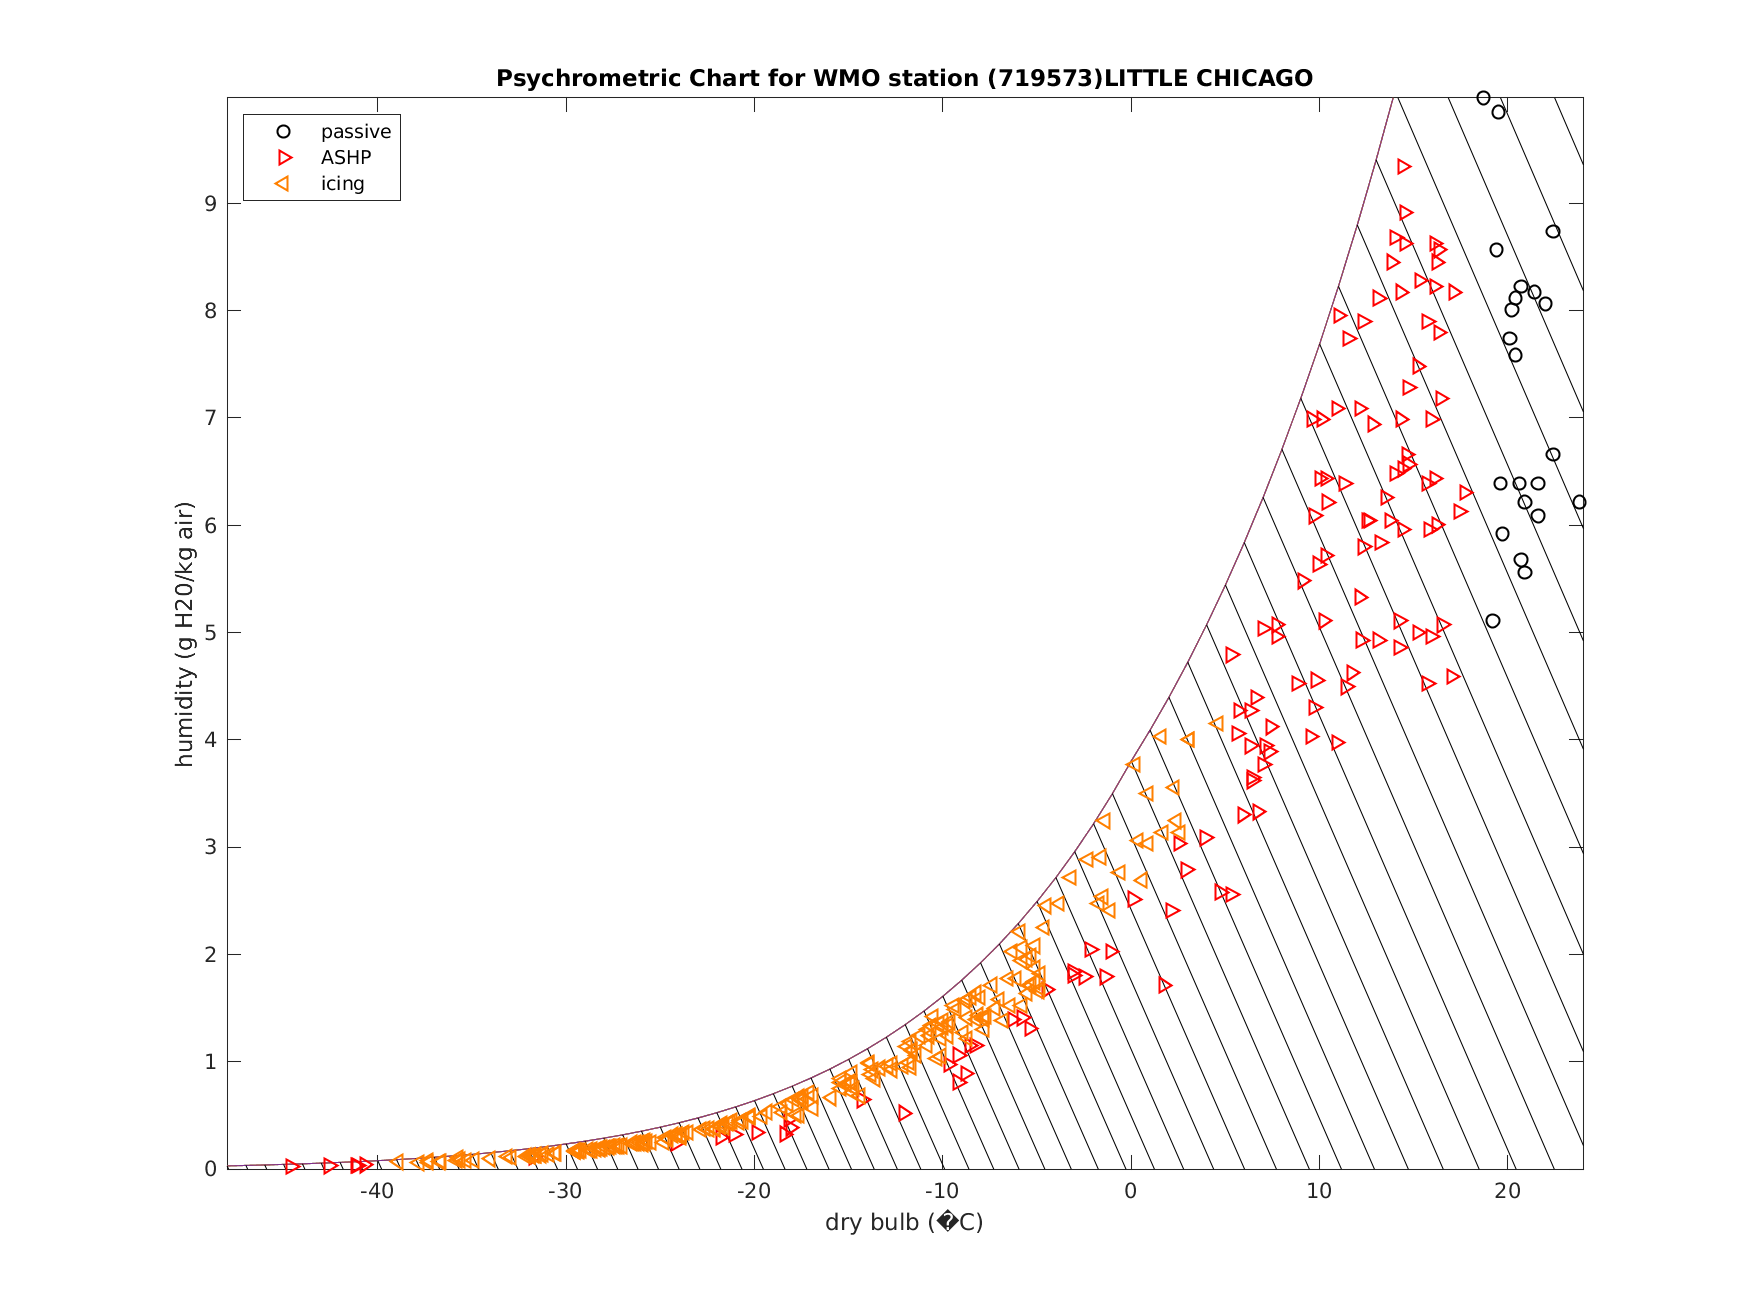 Psychrometric Chart for WMO station (719573)LITTLE CHICAGO
passive
ASHP
icing
9
8
7
6
5
4
3
2
1
0
humidity (g H20/kg air)
-40 -30 -20 -10 0 10 20
dry bulb (�C)